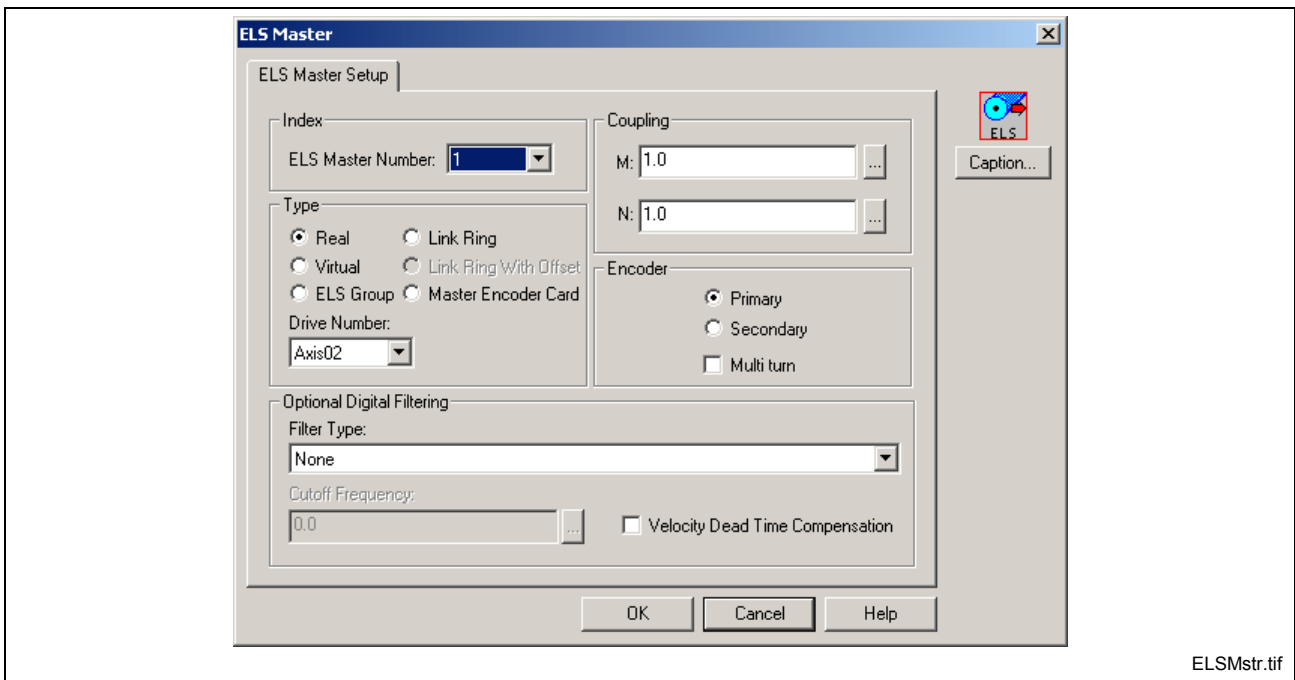 ELS Master
ELS Master Setup
Index
ELS Master Number: 1
Type
Real
Link Ring
Virtual
Link Ring With Offset
ELS Group
Master Encoder Card
Drive Number:
Axis02
Coupling
M: 1.0 ...
N: 1.0 ...
Encoder
Primary
Secondary
Multi turn
Optional Digital Filtering
Filter Type:
None
Cutoff Frequency:
0.0 ...
Velocity Dead Time Compensation
ELS
Caption...
OK
Cancel
Help
ELSMstr.tif